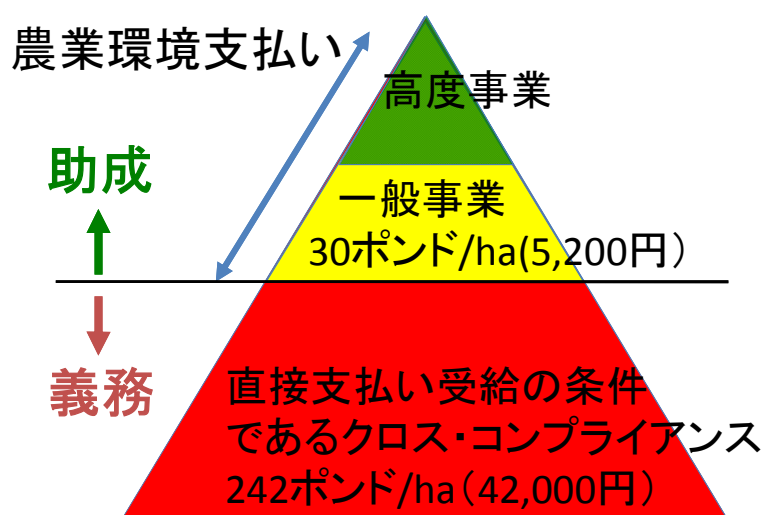 農業環境支払い
高度事業
助成
一般事業
30ポンド/ha(5,200円）
義務
直接支払い受給の条件
であるクロス・コンプライアンス
242ポンド/ha（42,000円）